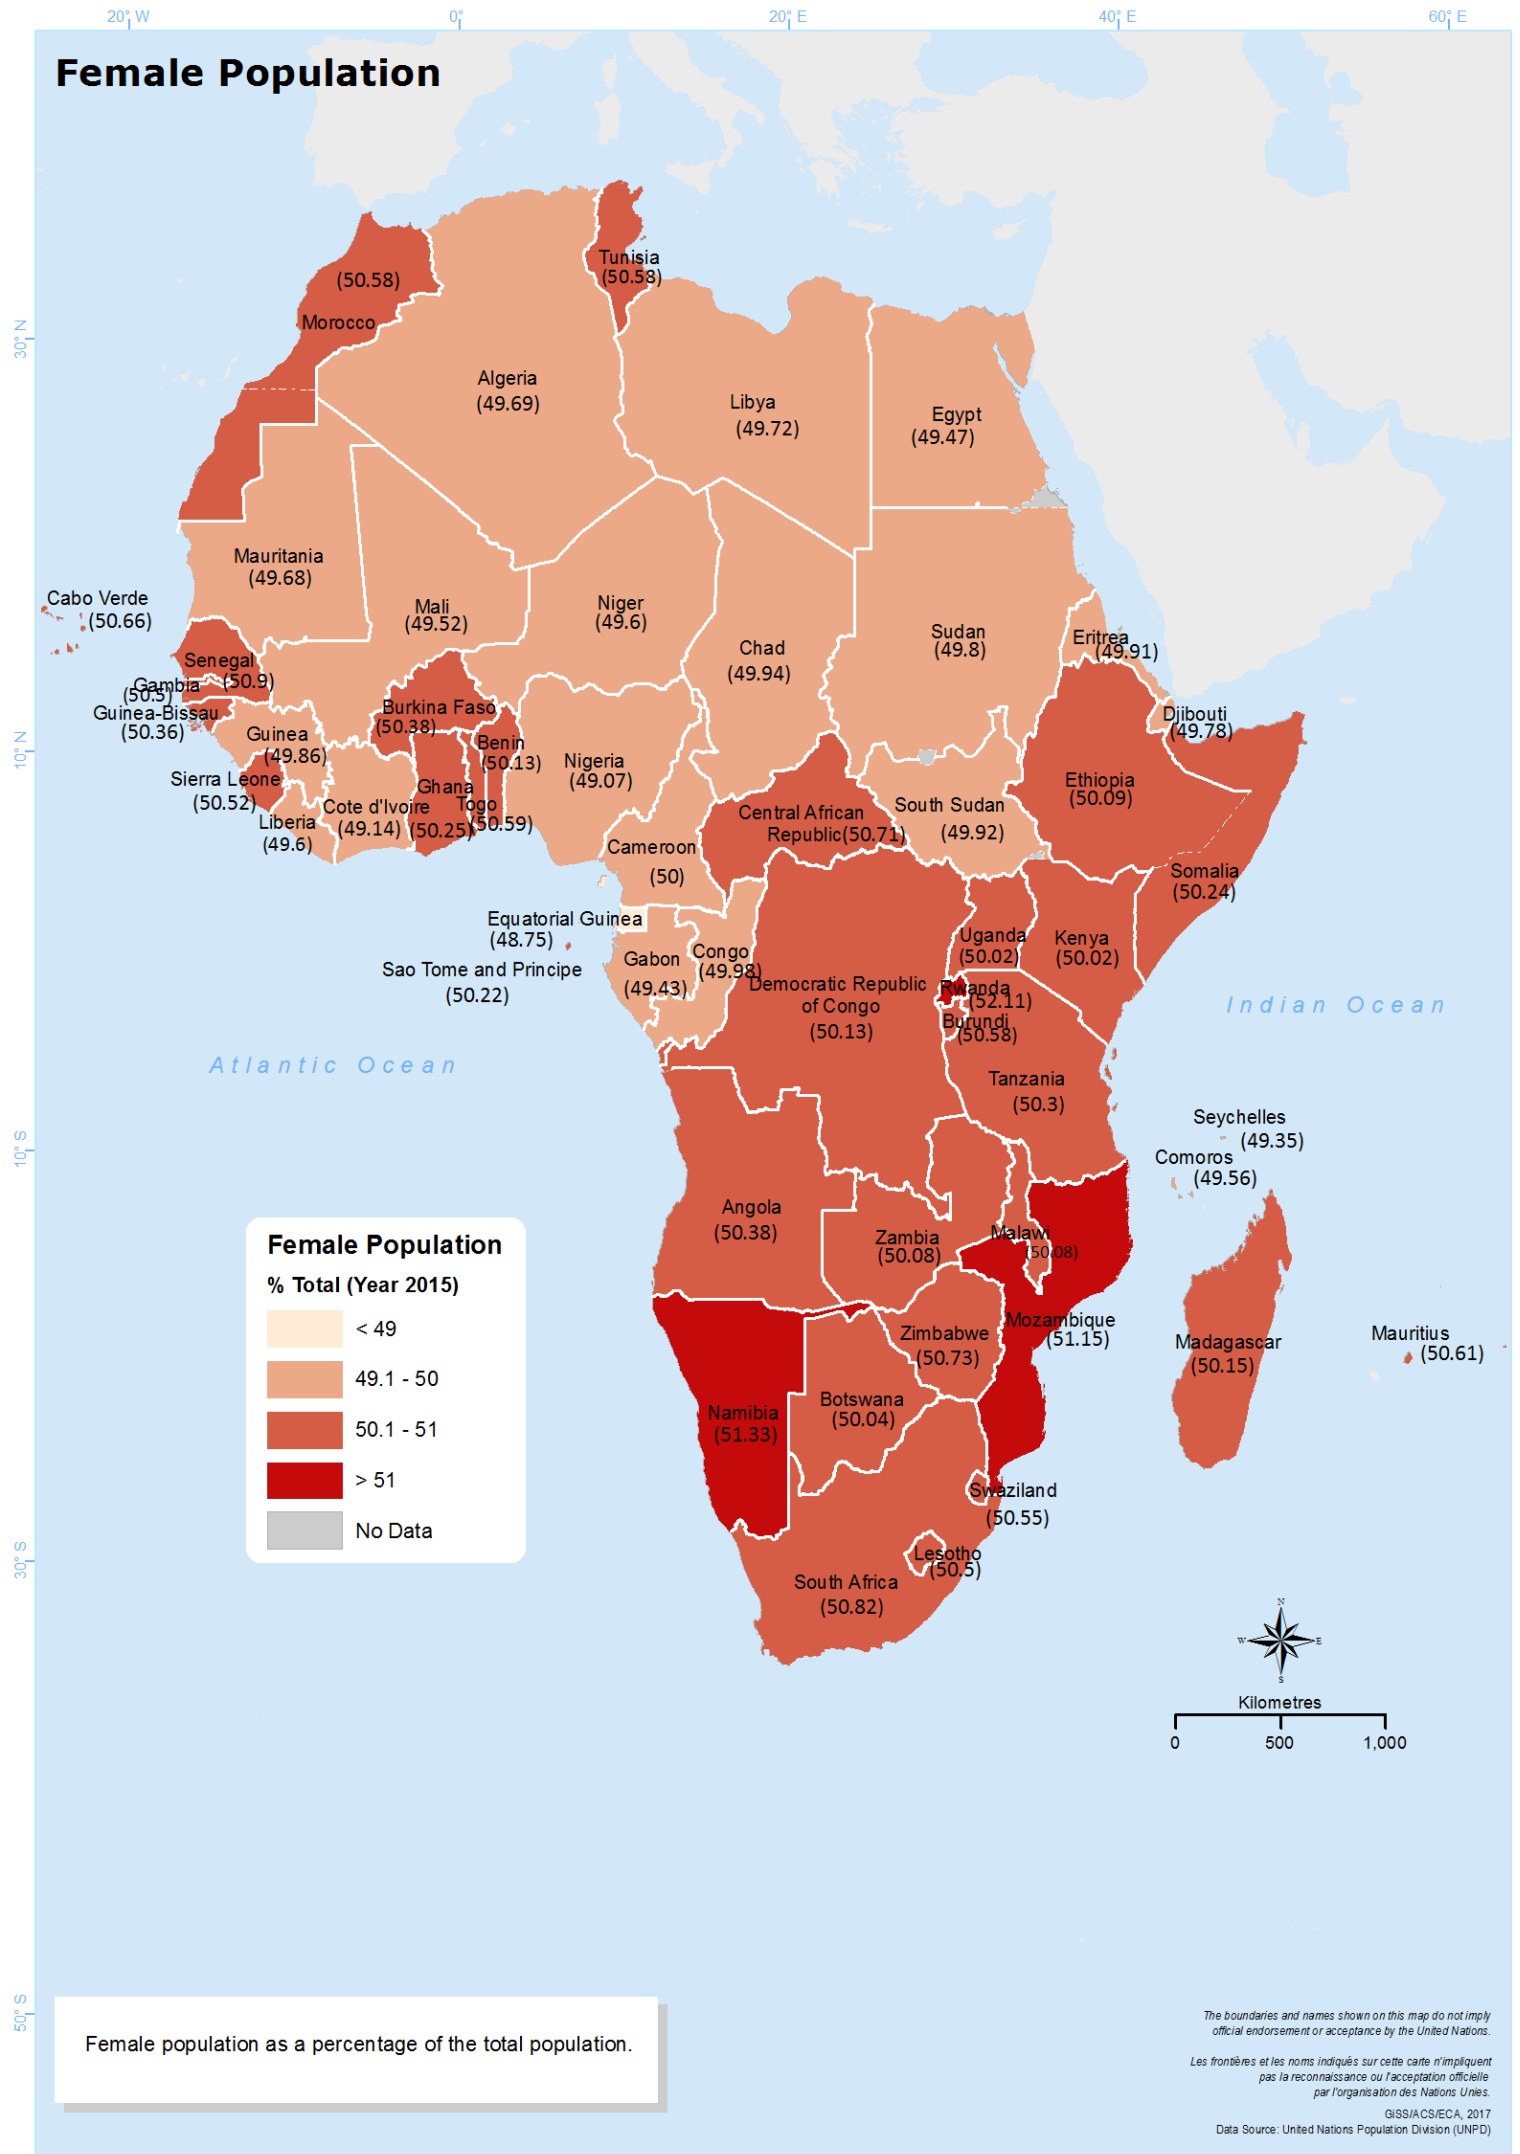 20° W
0°
20° E
40° E
60° E
Female Population
30° N
10° N
10° S
30° S
50° S
Tunisia
(50.58)
(50.58)
Morocco
Algeria
(49.69)
Libya
(49.72)
Egypt
(49.47)
Mauritania
(49.68)
Cabo Verde
(50.66)
Mali
(49.52)
Niger
(49.6)
Chad
(49.94)
Sudan
(49.8)
Eritrea
(49.91)
Senegal
(50.9)
Gambia
(50.5)
Guinea-Bissau
(50.36)
Burkina Faso
(50.38)
Djibouti
(49.78)
Guinea
(49.86)
Benin
(50.13)
Nigeria
(49.07)
Sierra Leone
(50.52)
Ghana
(50.25)
Togo
(50.59)
Ethiopia
(50.09)
Cote d'Ivoire
(49.14)
Liberia
(49.6)
Central African
Republic(50.71)
South Sudan
(49.92)
Cameroon
(50)
Somalia
(50.24)
Equatorial Guinea
(48.75)
Uganda
(50.02)
Kenya
(50.02)
Gabon
(49.43)
Congo
(49.98)
Sao Tome and Principe
(50.22)
Democratic Republic
of Congo
(50.13)
Rwanda
(52.11)
Burundi
(50.58)
Indian Ocean
Atlantic Ocean
Tanzania
(50.3)
Seychelles
(49.35)
Comoros
(49.56)
Angola
(50.38)
Zambia
(50.08)
Malawi
(50.08)
Mozambique
(51.15)
Zimbabwe
(50.73)
Madagascar
(50.15)
Mauritius
(50.61)
Namibia
(51.33)
Botswana
(50.04)
Swaziland
(50.55)
Lesotho
(50.5)
South Africa
(50.82)
Female Population
% Total (Year 2015)
< 49
49.1 - 50
50.1 - 51
> 51
No Data
N
W
E
S
Kilometres
0
500
1,000
Female population as a percentage of the total population.
The boundaries and names shown on this map do not imply
official endorsement or acceptance by the United Nations.
Les frontières et les noms indiqués sur cette carte n'impliquent
pas la reconnaissance ou l'acceptation officielle
par l'organisation des Nations Unies.
GiSS/ACS/ECA, 2017
Data Source: United Nations Population Division (UNPD)